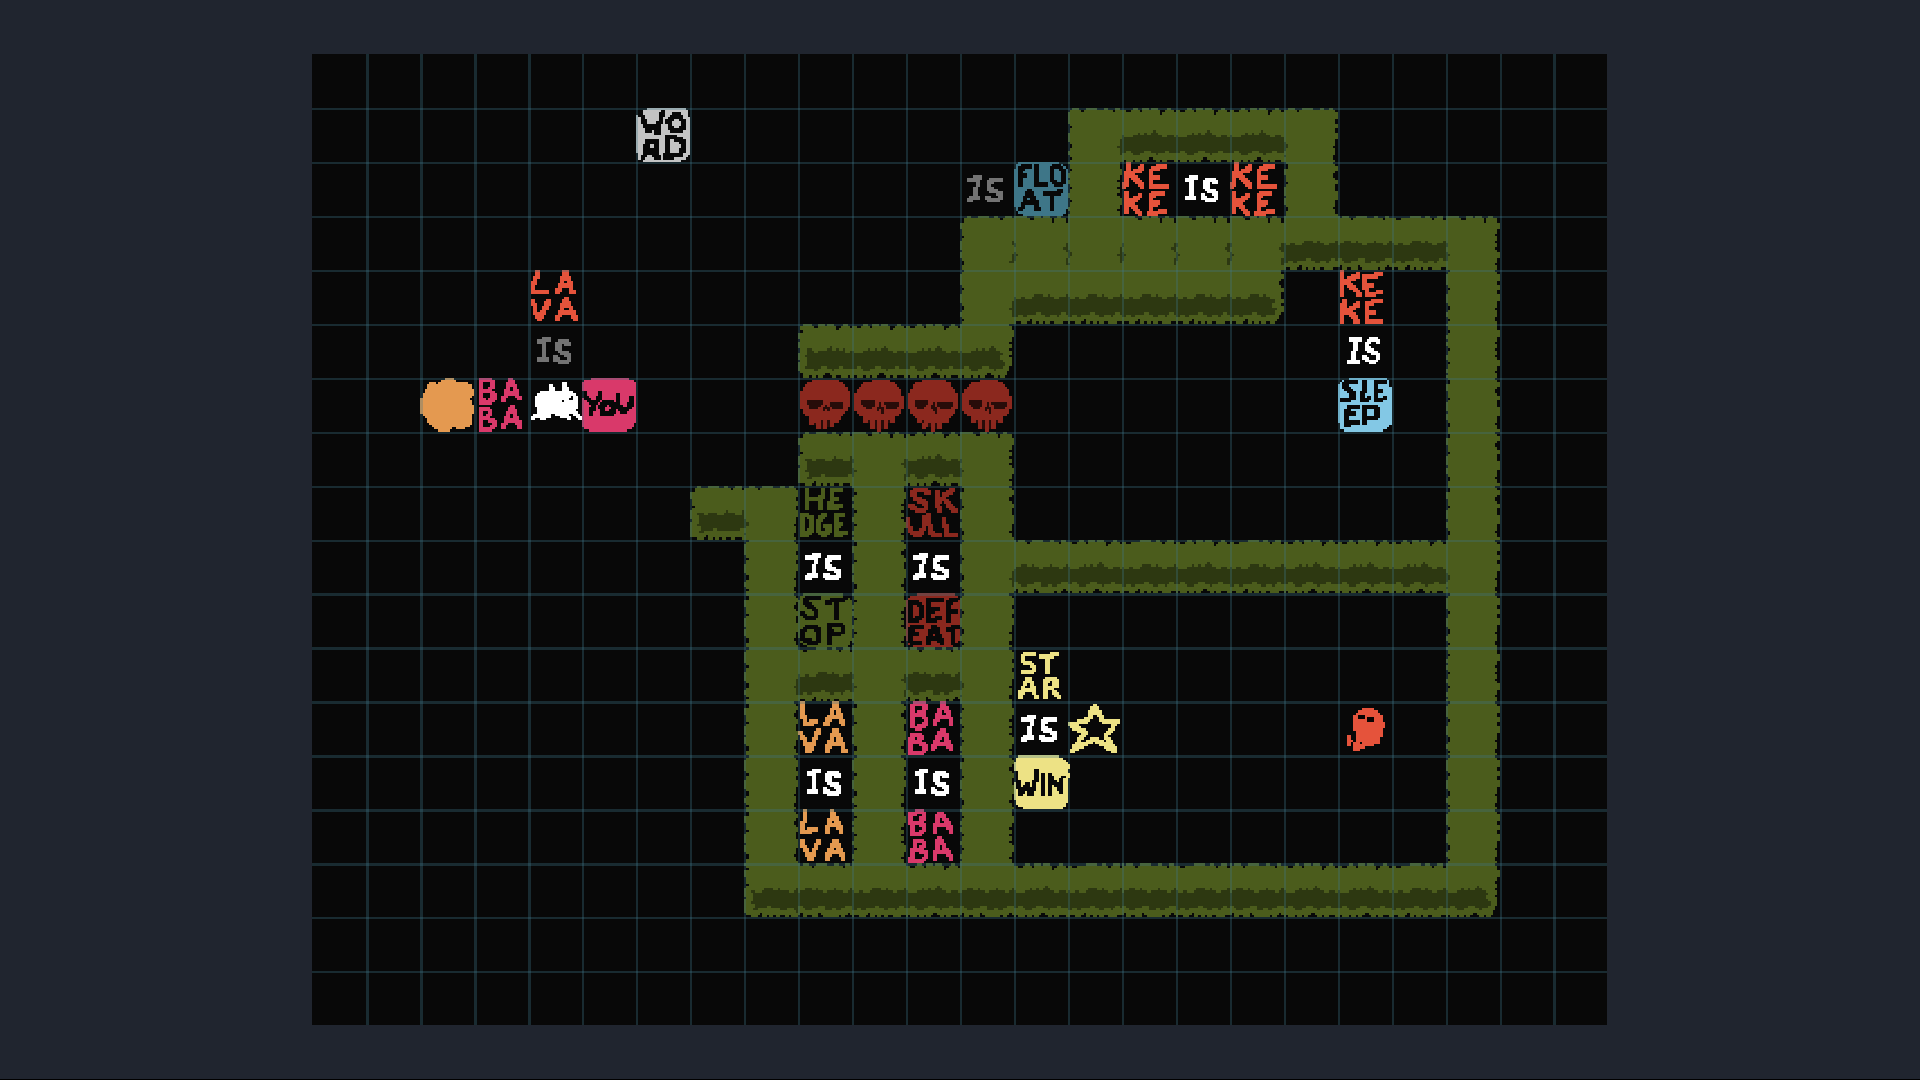 WORD
IS FLOAT KEKE IS KEKE
LAVA KEKE
IS IS
BABA YOU SLEEP
HEDGE SKULL
IS IS
STOP DEFEAT
STAR
LAVA BABA IS
IS IS WIN
LAVA BABA